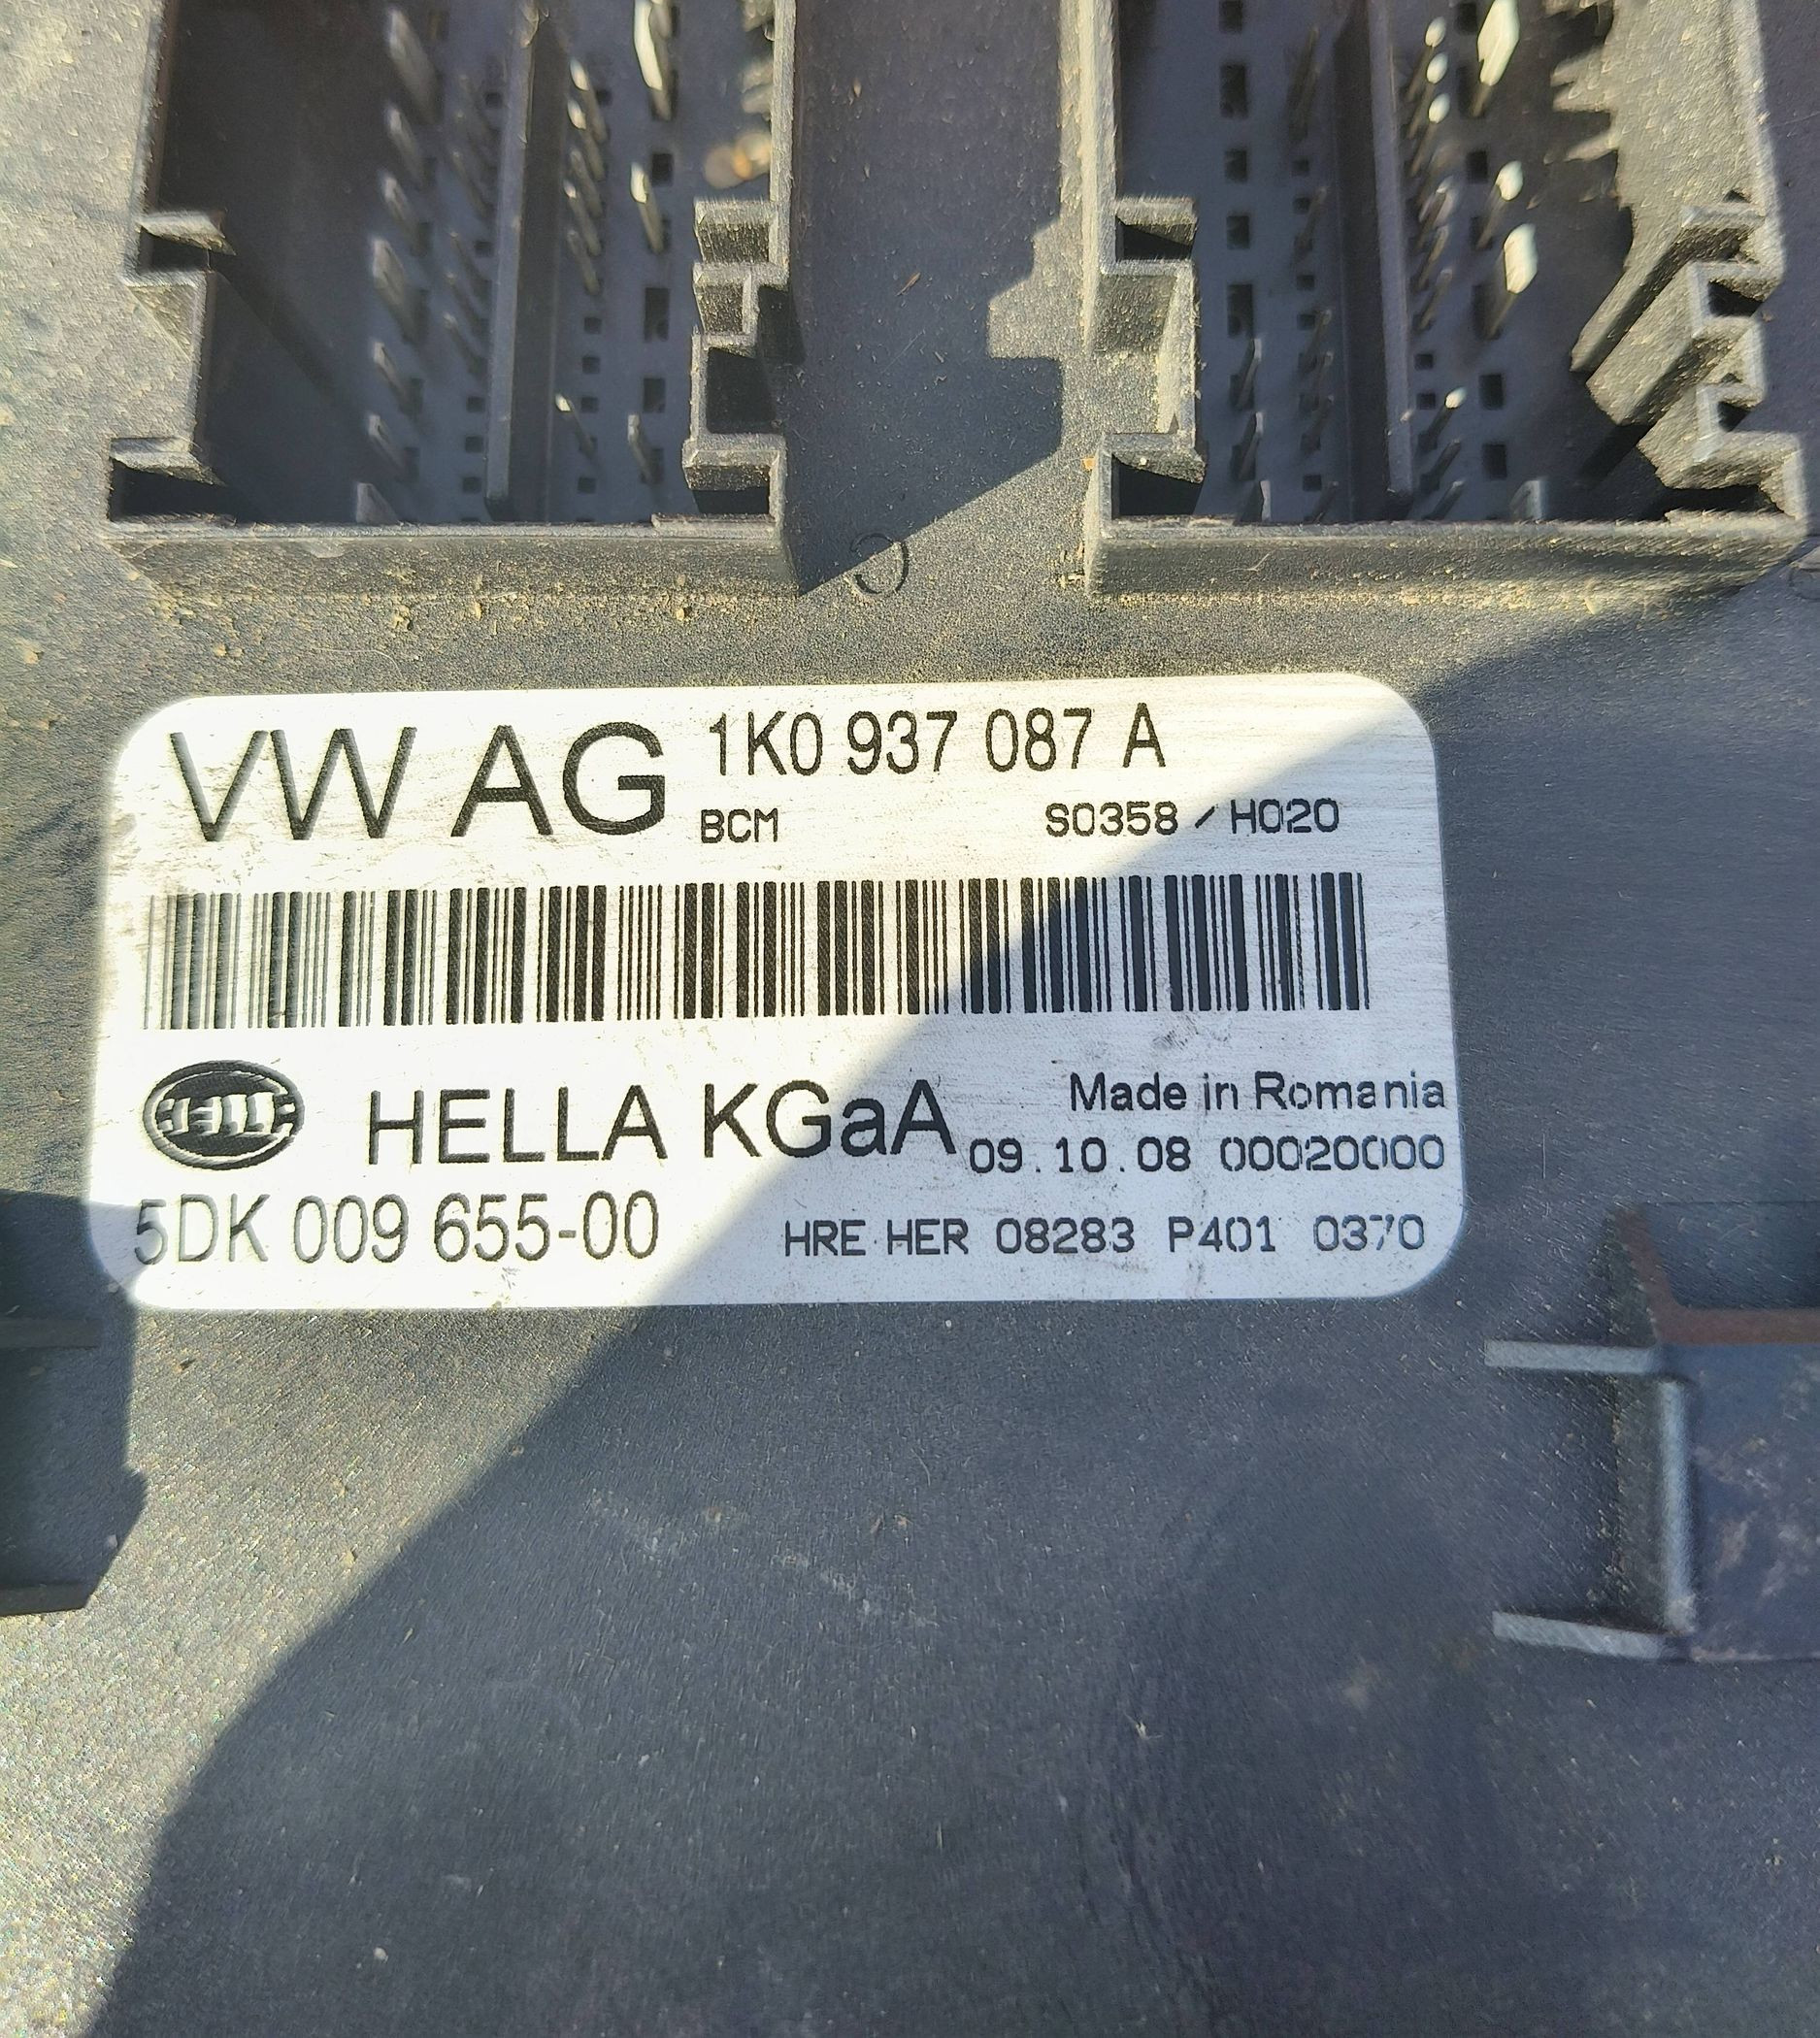 C
VW AG 1K0 937 087 A
BCM S0358 / H020
HELLA HELLA KGaA Made in Romania
09.10.08 00020000
5DK 009 655-00 HRE HER 08283 P401 0370